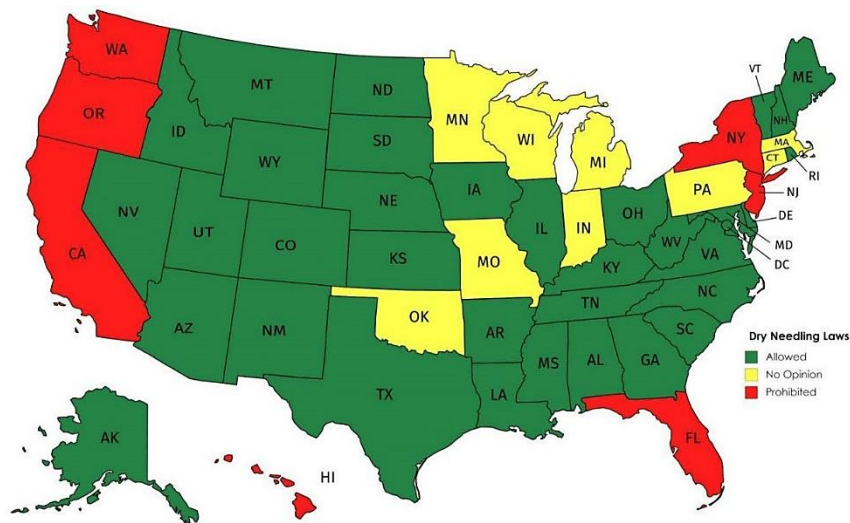 WA
MT
ND
MN
VT
ME
OR
ID
SD
WI
MI
NY
NH
MA
CT
RI
WY
NV
NE
IA
PA
NJ
UT
CO
IL
IN
OH
DE
MD
DC
CA
KS
MO
WV
VA
KY
AZ
NM
OK
AR
TN
NC
SC
TX
LA
MS
AL
GA
Dry Needling Laws
Allowed
No Opinion
Prohibited
AK
HI
FL